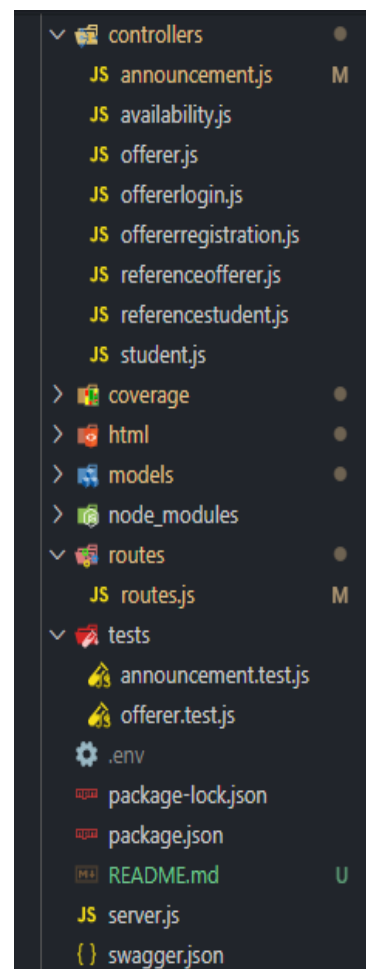 controllers
JS announcement.js M
JS availability.js
JS offerer.js
JS offererlogin.js
JS offererregistration.js
JS referenceofferer.js
JS referencestudent.js
JS student.js
coverage
html
models
node_modules
routes
JS routes.js M
tests
announcement.test.js
offerer.test.js
.env
npm package-lock.json
npm package.json
M↓ README.md U
JS server.js
{ } swagger.json